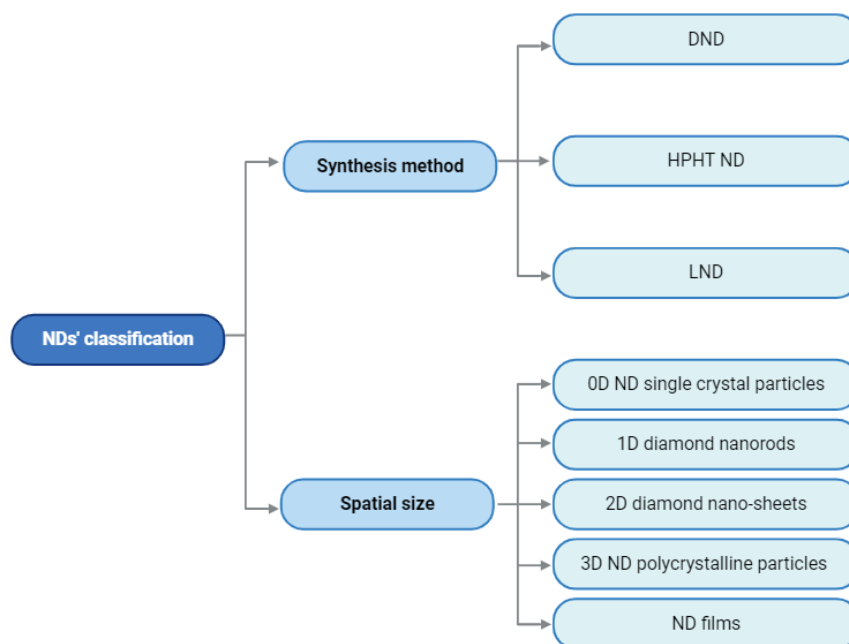 DND
Synthesis method
HPHT ND
LND
NDs' classification
0D ND single crystal particles
1D diamond nanorods
Spatial size
2D diamond nano-sheets
3D ND polycrystalline particles
ND films